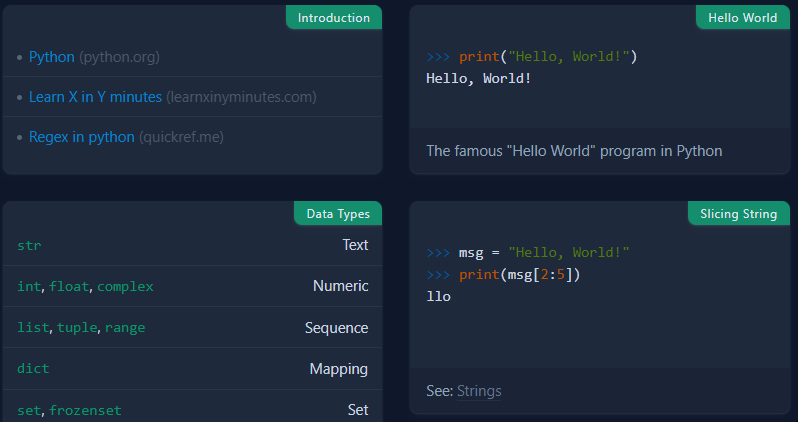 Introduction
• Python (python.org)
• Learn X in Y minutes (learnxinyminutes.com)
• Regex in python (quickref.me)
Hello World
>>> print("Hello, World!")
Hello, World!
The famous "Hello World" program in Python
Data Types
str Text
int, float, complex Numeric
list, tuple, range Sequence
dict Mapping
set, frozenset Set
Slicing String
>>> msg = "Hello, World!"
>>> print(msg[2:5])
llo
See: Strings